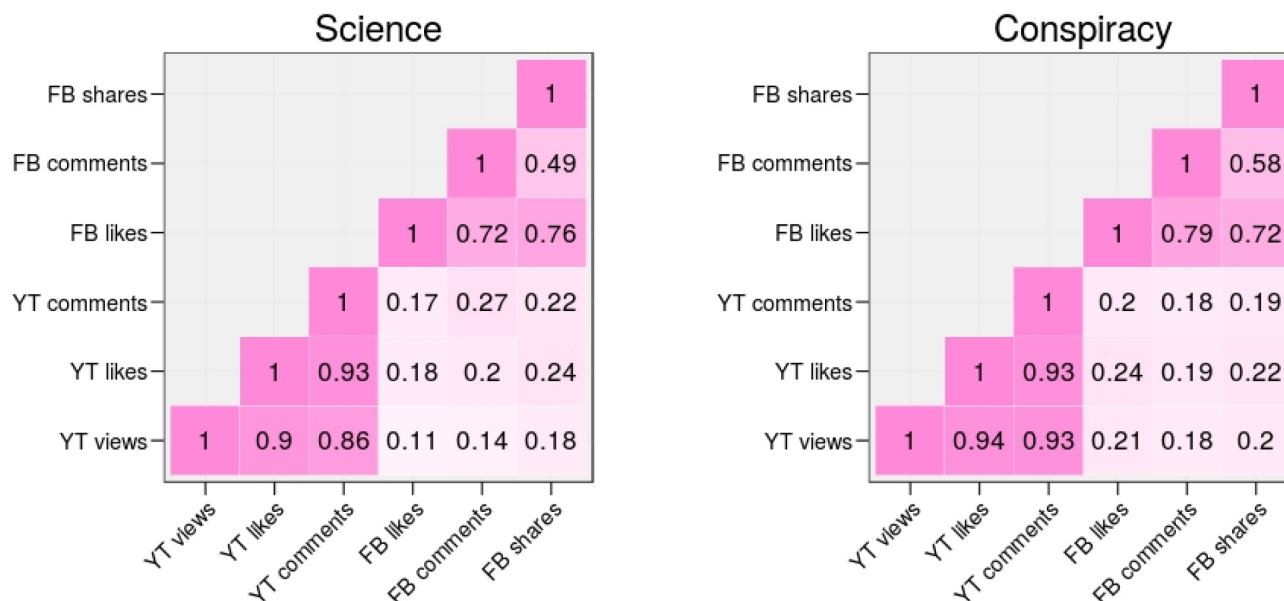 Science
FB shares 1
FB comments 1 0.49
FB likes 1 0.72 0.76
YT comments 1 0.17 0.27 0.22
YT likes 1 0.93 0.18 0.2 0.24
YT views 1 0.9 0.86 0.11 0.14 0.18
YT views YT likes YT comments FB likes FB comments FB shares
Conspiracy
FB shares 1
FB comments 1 0.58
FB likes 1 0.79 0.72
YT comments 1 0.2 0.18 0.19
YT likes 1 0.93 0.24 0.19 0.22
YT views 1 0.94 0.93 0.21 0.18 0.2
YT views YT likes YT comments FB likes FB comments FB shares